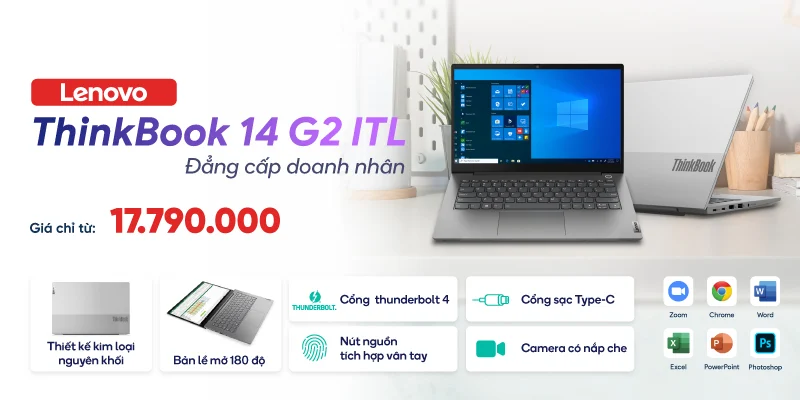 Lenovo
ThinkBook 14 G2 ITL
Đẳng cấp doanh nhân
Giá chỉ từ: 17.790.000
ThinkBook
Thiết kế kim loại
nguyên khối
Bản lề mở 180 độ
THUNDERBOLT.
Cổng thunderbolt 4
Nút nguồn
tích hợp vân tay
Cổng sạc Type-C
Camera có nắp che
Zoom
Chrome
Word
Excel
PowerPoint
Photoshop